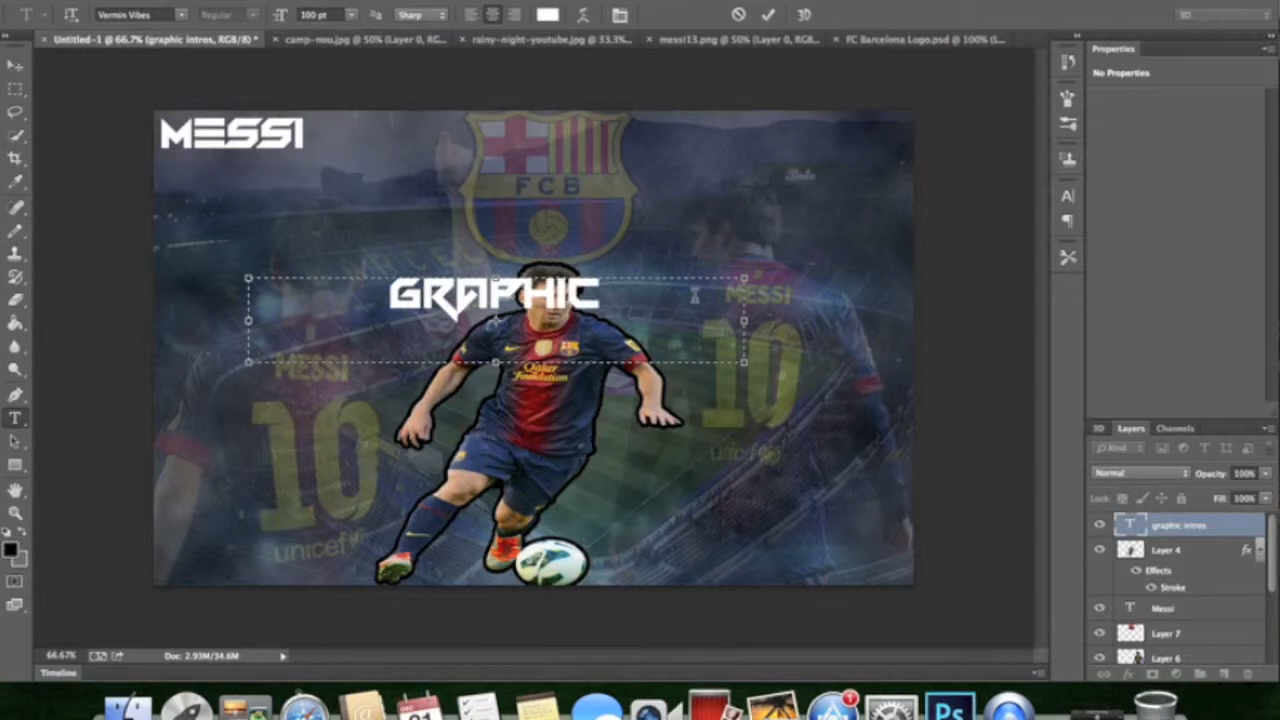 Vermin Vibes Regular 100 pt Sharp 3D 3D
Untitled-1 @ 66.7% (graphic intros, RGB/8) * camp-nou.jpg @ 50% (Layer 0, RG... rainy-night-youtube.jpg @ 33.3%... messi13.png @ 50% (Layer 0, RGB... FC Barcelona Logo.psd @ 100% (L...
Properties
No Properties
MESSI
FCB
GRAPHIC
MESSI
10
unicef
Qatar
Foundation
MESSI
10
unicef
3D Layers Channels
Kind
Normal Opacity: 100%
Lock: Fill: 100%
graphic intros
Layer 4 fx
Effects
Stroke
Messi
Layer 7
Layer 6
66.67% Doc: 2.93M/34.6M
Timeline
1
Ps